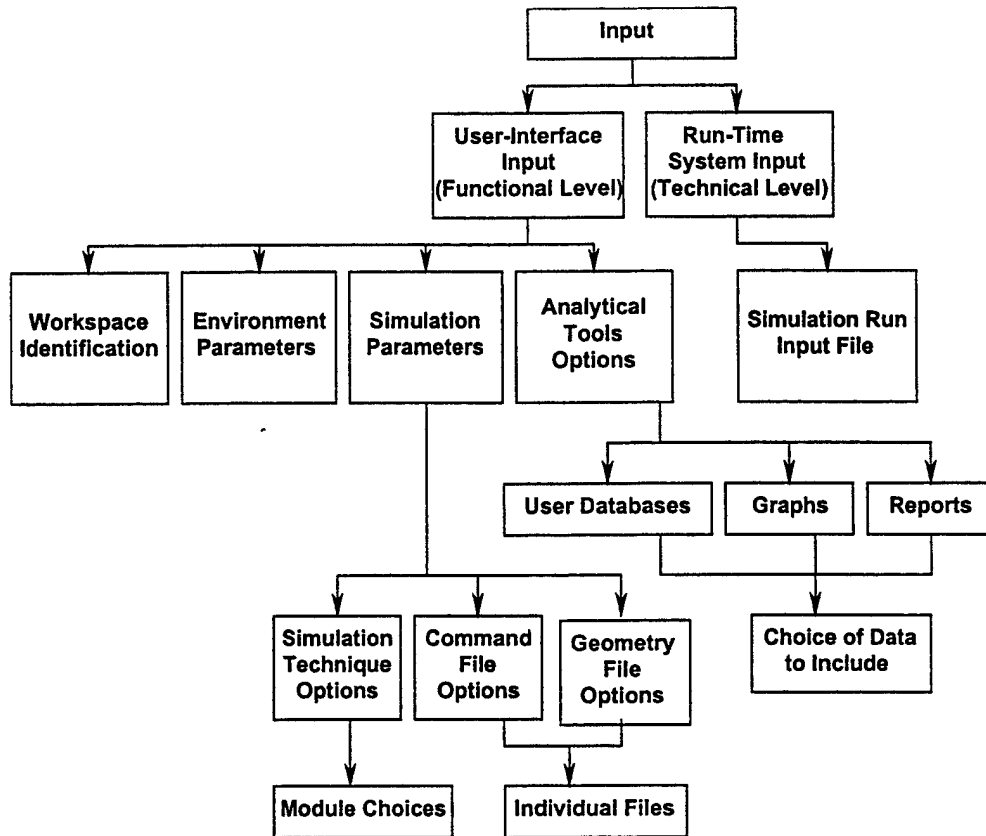 Input
User-Interface
Input
(Functional Level)
Run-Time
System Input
(Technical Level)
Workspace
Identification
Environment
Parameters
Simulation
Parameters
Analytical
Tools
Options
Simulation Run
Input File
User Databases
Graphs
Reports
Simulation
Technique
Options
Command
File
Options
Geometry
File
Options
Choice of Data
to Include
Module Choices
Individual Files